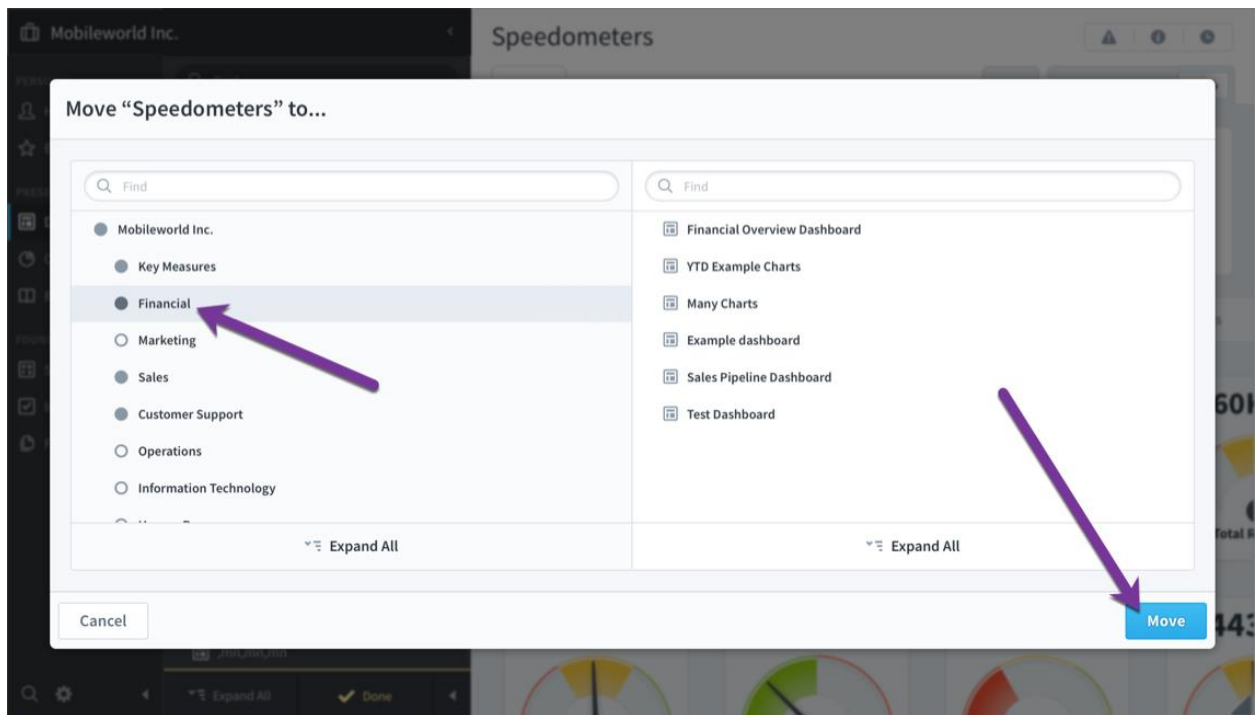 Mobileworld Inc.
Speedometers
Move “Speedometers” to...
Find
Mobileworld Inc.
Key Measures
Financial
Marketing
Sales
Customer Support
Operations
Information Technology
Expand All
Find
Financial Overview Dashboard
YTD Example Charts
Many Charts
Example dashboard
Sales Pipeline Dashboard
Test Dashboard
Expand All
Cancel
Move
Expand All
Done
Total